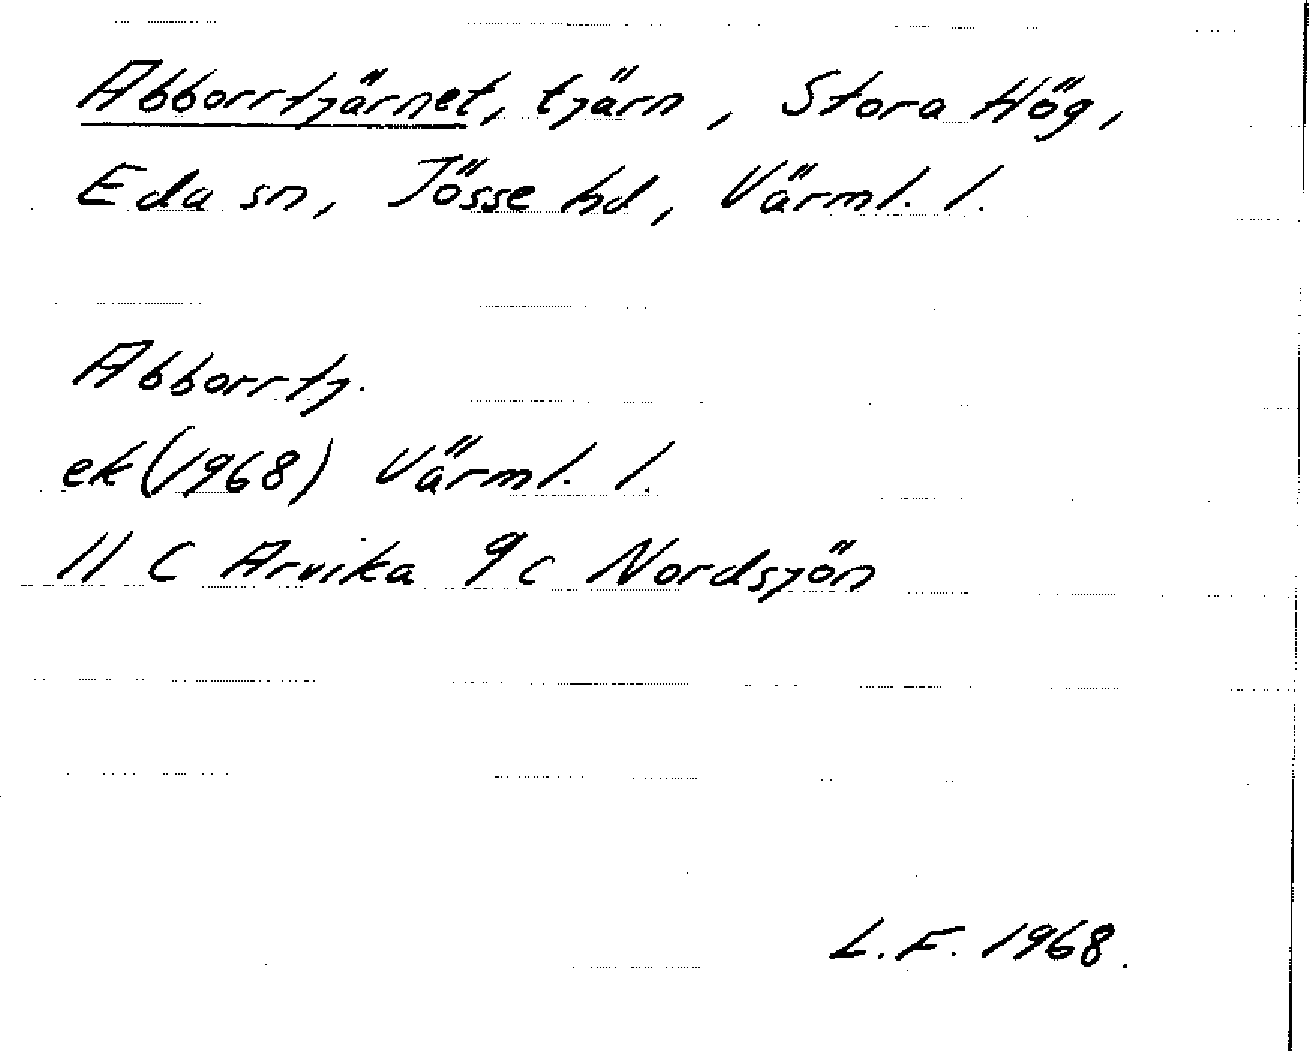 Abborrtjärnet, tjärn, Stora Hög,
Eda sn, Jösse hd, Värml. l.
Abborrtj.
ek (1968) Värml. l.
11 C Arvika 9c Nordsjön
L.F. 1968.